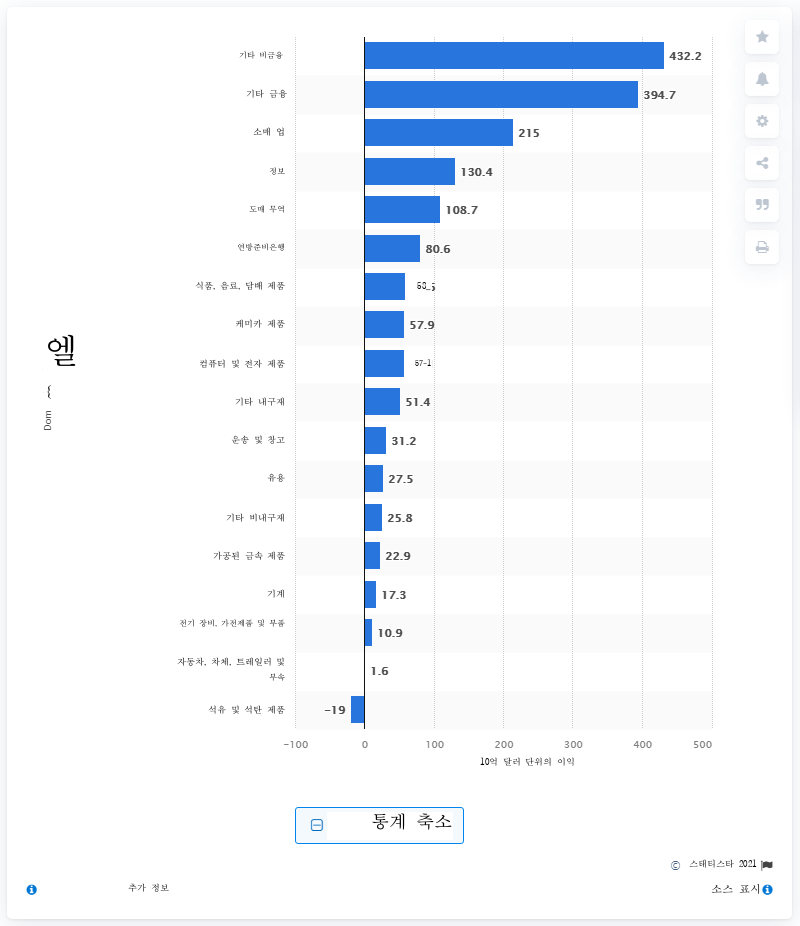 기타 비금융
432.2
기타 금융
394.7
소매 업
215
정보
130.4
도매 무역
108.7
연방준비은행
80.6
식품, 음료, 담배 제품
케미카 제품
57.9
컴퓨터 및 전자 제품
57-1
기타 내구재
51.4
운송 및 창고
31.2
유용
27.5
기타 비내구재
25.8
가공된 금속 제품
22.9
기계
17.3
전기 장비, 가전제품 및 부품
10.9
자동차, 차체, 트레일러 및
부속
1.6
석유 및 석탄 제품
-19
엘
{
Dom
-100 0 100 200 300 400 500
10억 달러 단위의 이익
통계 축소
© 스태티스타 2021
추가 정보
소스 표시